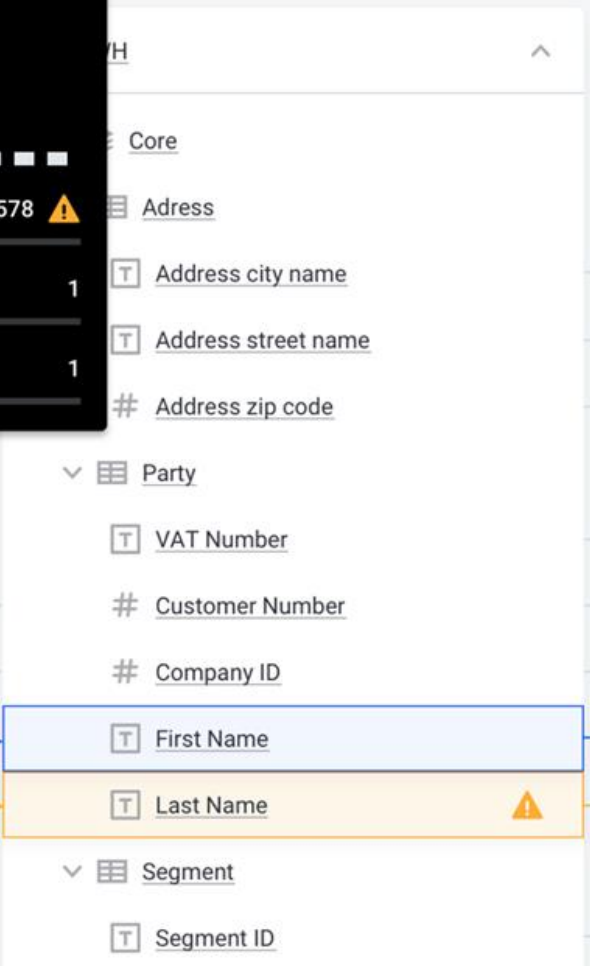 Core
578
Adress
Address city name
1
Address street name
1
Address zip code
Party
VAT Number
Customer Number
Company ID
First Name
Last Name
Segment
Segment ID